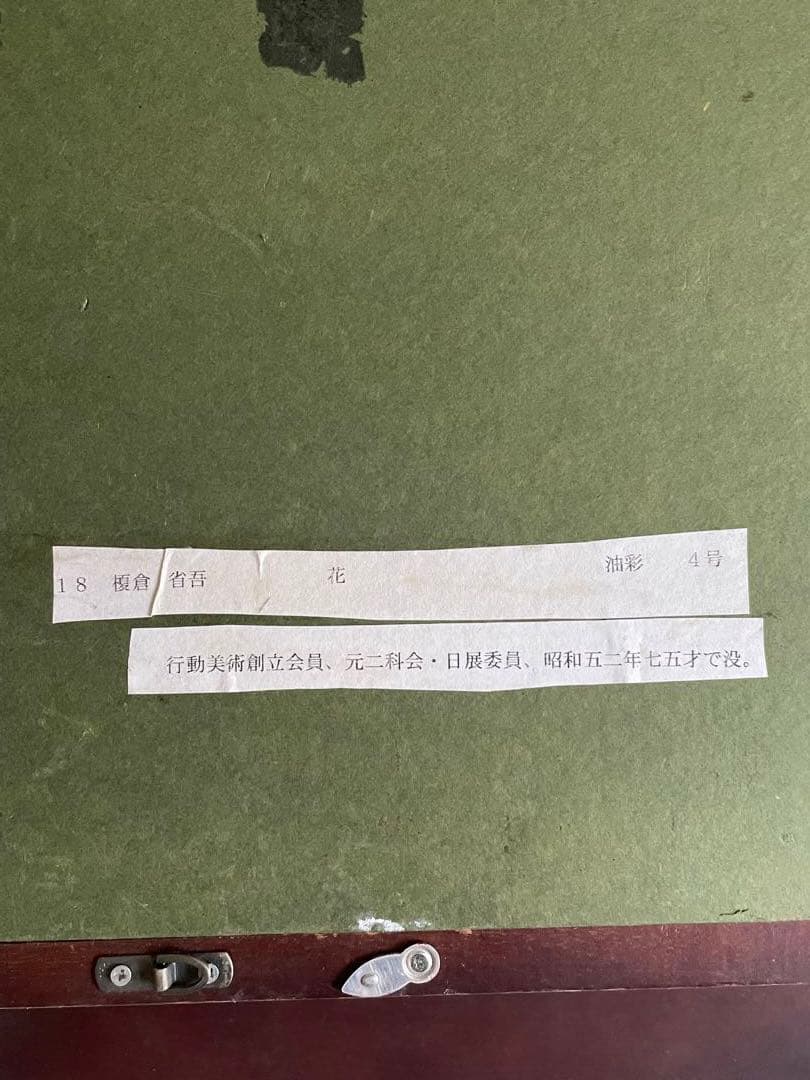 18 榎倉 省吾 花 油彩 4号
行動美術創立会員、元二科会・日展委員、昭和五二年七五才で没。